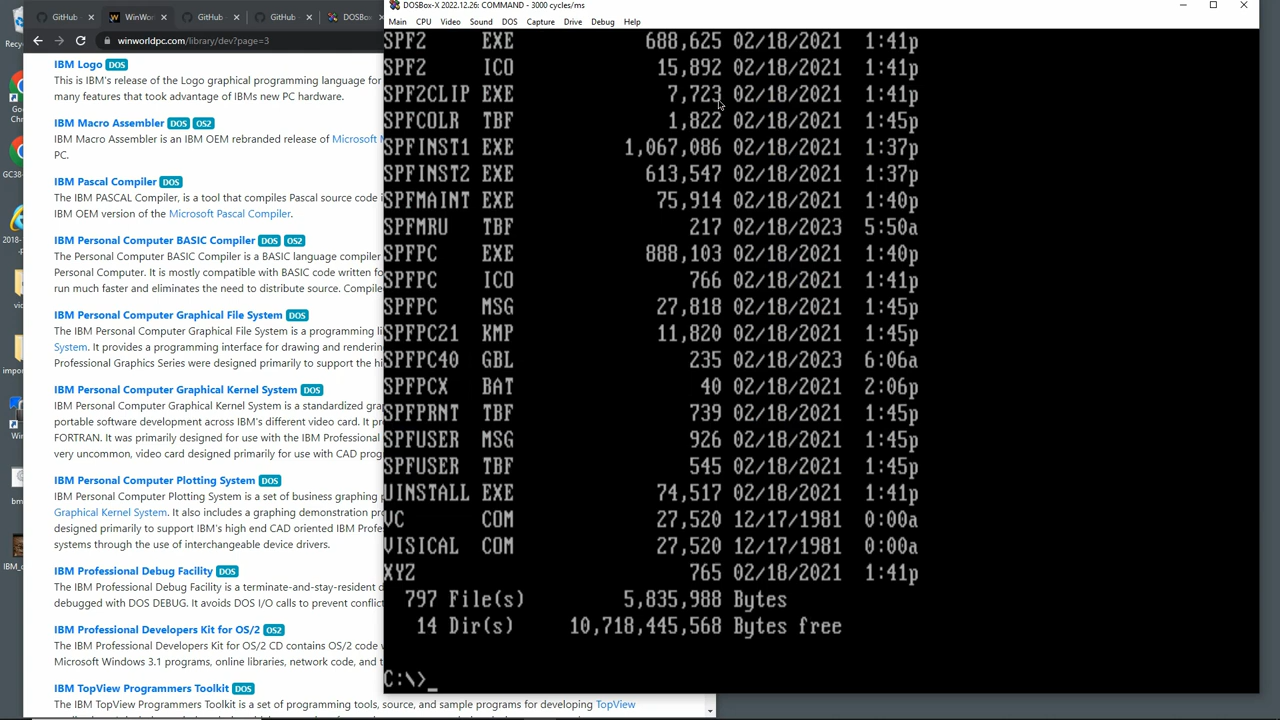 GitHub
WinWor
GitHub
GitHub
DOSBo
winworldpc.com/library/dev?page=3
IBM Logo DOS
This is IBM's release of the Logo graphical programming language for
many features that took advantage of IBMs new PC hardware.
IBM Macro Assembler DOS OS2
IBM Macro Assembler is an IBM OEM rebranded release of Microsoft M
PC.
IBM Pascal Compiler DOS
The IBM PASCAL Compiler, is a tool that compiles Pascal source code i
IBM OEM version of the Microsoft Pascal Compiler.
IBM Personal Computer BASIC Compiler DOS OS2
The Personal Computer BASIC Compiler is a BASIC language compiler
Personal Computer. It is mostly compatible with BASIC code written fo
run much faster and eliminates the need to distribute source. Compile
IBM Personal Computer Graphical File System DOS
The IBM Personal Computer Graphical File System is a programming li
System. It provides a programming interface for drawing and renderin
Professional Graphics Series were designed primarily to support the hi
IBM Personal Computer Graphical Kernel System DOS
IBM Personal Computer Graphical Kernel System is a standardized gra
portable software development across IBM's different video card. It pr
FORTRAN. It was primarily designed for use with the IBM Professional
very uncommon, video card designed primarily for use with CAD prog
IBM Personal Computer Plotting System DOS
IBM Personal Computer Plotting System is a set of business graphing p
Graphical Kernel System. It also includes a graphing demonstration pro
designed primarily to support IBM's high end CAD oriented IBM Profe
systems through the use of interchangeable device drivers.
IBM Professional Debug Facility DOS
The IBM Professional Debug Facility is a terminate-and-stay-resident d
debugged with DOS DEBUG. It avoids DOS I/O calls to prevent conflict
IBM Professional Developers Kit for OS/2 OS2
IBM Professional Developers Kit for OS/2 CD contains OS/2 code w
Microsoft Windows 3.1 programs, online libraries, network code, and t
IBM TopView Programmers Toolkit DOS
The IBM TopView Programmers Toolkit is a set of programming tools, source, and sample programs for developing TopView
DOSBox-X 2022.12.26: COMMAND - 3000 cycles/ms
Main CPU Video Sound DOS Capture Drive Debug Help
SPF2 EXE 688,625 02/18/2021 1:41p
SPF2 ICO 15,892 02/18/2021 1:41p
SPF2CLIP EXE 7,723 02/18/2021 1:41p
SPFCOLR TBF 1,822 02/18/2021 1:45p
SPFINST1 EXE 1,067,086 02/18/2021 1:37p
SPFINST2 EXE 613,547 02/18/2021 1:37p
SPFMAINT EXE 75,914 02/18/2021 1:40p
SPFMRU TBF 217 02/18/2023 5:50a
SPFPC EXE 888,103 02/18/2021 1:40p
SPFPC ICO 766 02/18/2021 1:41p
SPFPC MSG 27,818 02/18/2021 1:45p
SPFPC21 KMP 11,820 02/18/2021 1:45p
SPFPC40 GBL 235 02/18/2023 6:06a
SPFPCX BAT 40 02/18/2021 2:06p
SPFPRNT TBF 739 02/18/2021 1:45p
SPFUSER MSG 926 02/18/2021 1:45p
SPFUSER TBF 545 02/18/2021 1:45p
UINSTALL EXE 74,517 02/18/2021 1:41p
VC COM 27,520 12/17/1981 0:00a
VISICAL COM 27,520 12/17/1981 0:00a
XYZ 765 02/18/2021 1:41p
797 File(s) 5,835,988 Bytes
14 Dir(s) 10,718,445,568 Bytes free
C:\>_